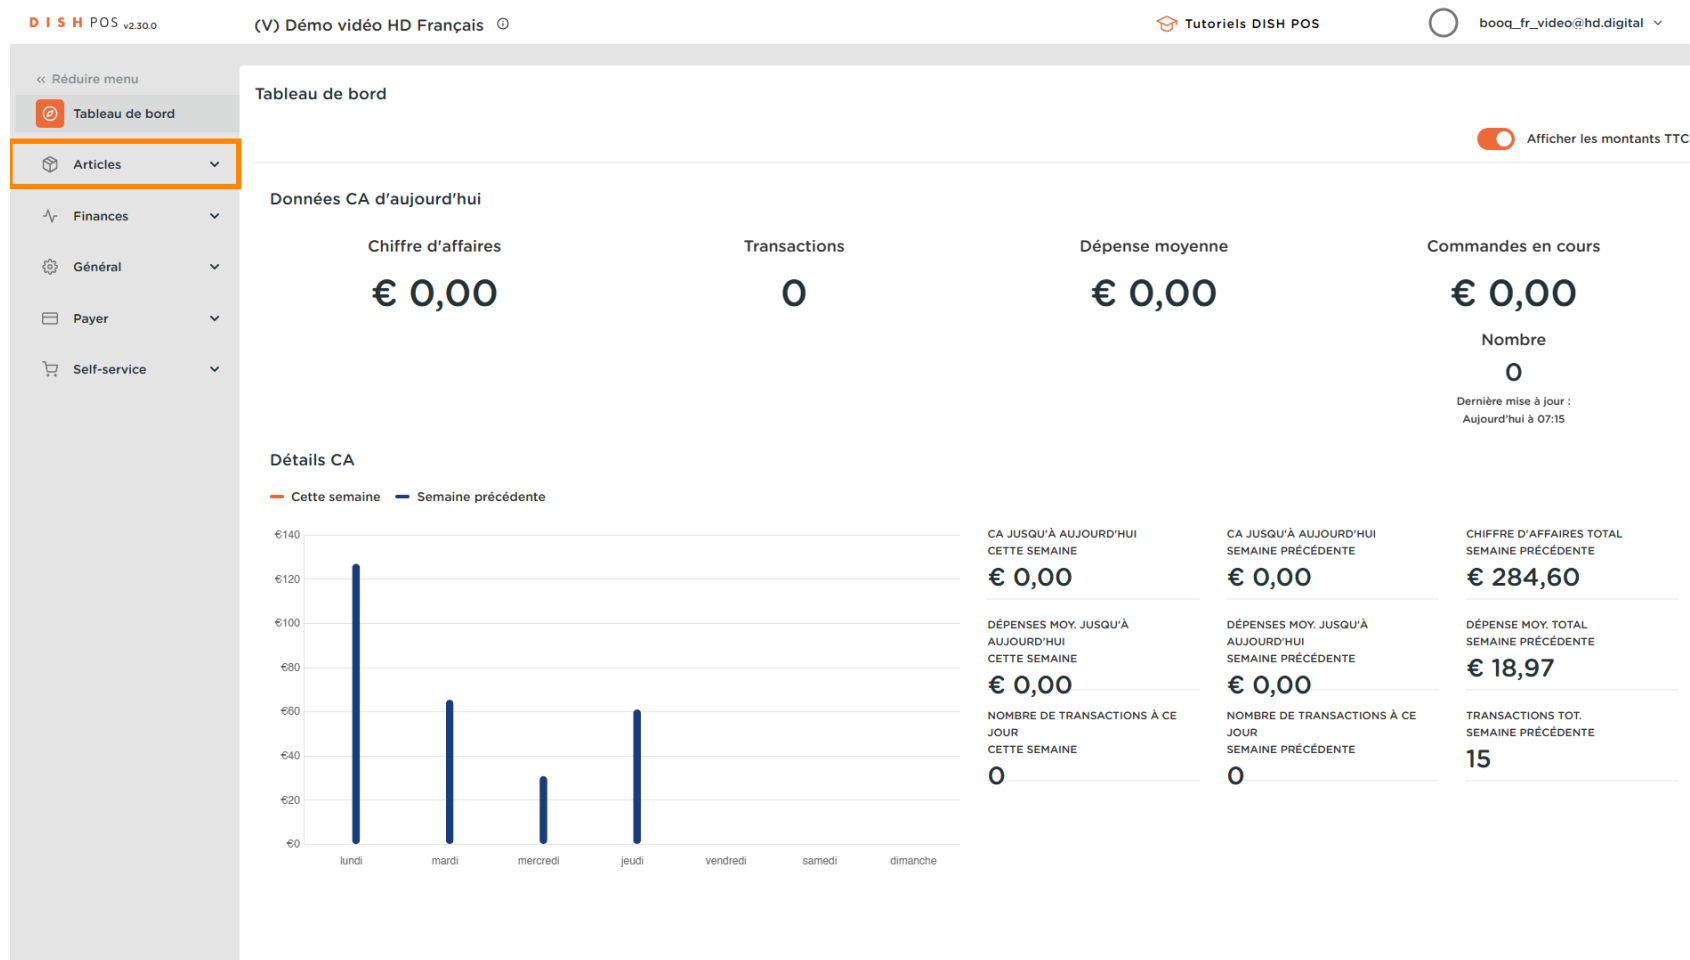 DISH POS v2.30.0
(V) Démo vidéo HD Français
Tutoriels DISH POS
booq_fr_video@hd.digital
Réduire menu
Tableau de bord
Articles
Finances
Général
Payer
Self-service
Tableau de bord
Afficher les montants TTC
Données CA d'aujourd'hui
Chiffre d'affaires
€ 0,00
Transactions
0
Dépense moyenne
€ 0,00
Commandes en cours
€ 0,00
Nombre
0
Dernière mise à jour :
Aujourd'hui à 07:15
Détails CA
Cette semaine
Semaine précédente
€140
€120
€100
€80
€60
€40
€20
€0
lundi mardi mercredi jeudi vendredi samedi dimanche
CA JUSQU'À AUJOURD'HUI
CETTE SEMAINE
€ 0,00
CA JUSQU'À AUJOURD'HUI
SEMAINE PRÉCÉDENTE
€ 0,00
CHIFFRE D'AFFAIRES TOTAL
SEMAINE PRÉCÉDENTE
€ 284,60
DÉPENSES MOY. JUSQU'À
AUJOURD'HUI
CETTE SEMAINE
€ 0,00
DÉPENSES MOY. JUSQU'À
AUJOURD'HUI
SEMAINE PRÉCÉDENTE
€ 0,00
DÉPENSE MOY. TOTAL
SEMAINE PRÉCÉDENTE
€ 18,97
NOMBRE DE TRANSACTIONS À CE
JOUR
CETTE SEMAINE
0
NOMBRE DE TRANSACTIONS À CE
JOUR
SEMAINE PRÉCÉDENTE
0
TRANSACTIONS TOT.
SEMAINE PRÉCÉDENTE
15